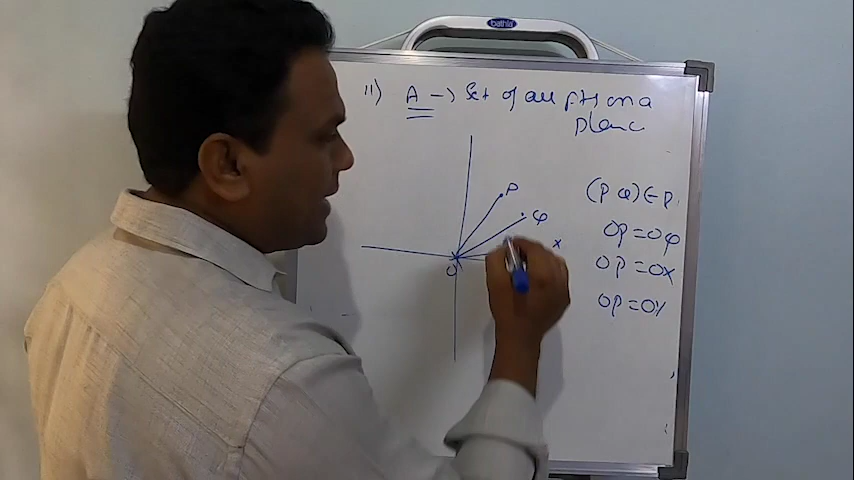 bathla
11) A → Set of all pts on a
plane
P
(P Q) ∈ P.
Q
OP = OQ
X
OP = OX
O
OP = OY